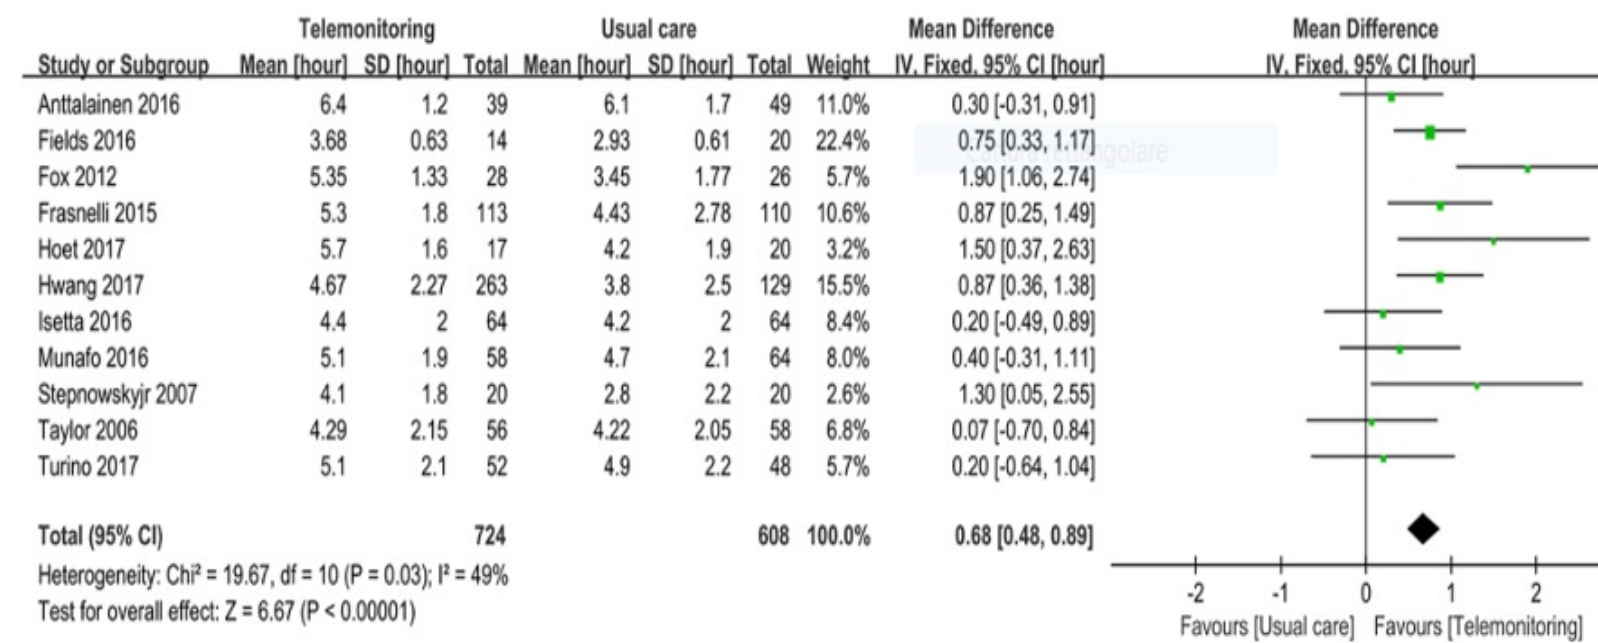 Telemonitoring Usual care Mean Difference Mean Difference
Study or Subgroup Mean [hour] SD [hour] Total Mean [hour] SD [hour] Total Weight IV, Fixed, 95% CI [hour] IV, Fixed, 95% CI [hour]
Anttalainen 2016 6.4 1.2 39 6.1 1.7 49 11.0% 0.30 [-0.31, 0.91]
Fields 2016 3.68 0.63 14 2.93 0.61 20 22.4% 0.75 [0.33, 1.17]
Cattura rettangolare
Fox 2012 5.35 1.33 28 3.45 1.77 26 5.7% 1.90 [1.06, 2.74]
Frasnelli 2015 5.3 1.8 113 4.43 2.78 110 10.6% 0.87 [0.25, 1.49]
Hoet 2017 5.7 1.6 17 4.2 1.9 20 3.2% 1.50 [0.37, 2.63]
Hwang 2017 4.67 2.27 263 3.8 2.5 129 15.5% 0.87 [0.36, 1.38]
Isetta 2016 4.4 2 64 4.2 2 64 8.4% 0.20 [-0.49, 0.89]
Munafo 2016 5.1 1.9 58 4.7 2.1 64 8.0% 0.40 [-0.31, 1.11]
Stepnowskyjr 2007 4.1 1.8 20 2.8 2.2 20 2.6% 1.30 [0.05, 2.55]
Taylor 2006 4.29 2.15 56 4.22 2.05 58 6.8% 0.07 [-0.70, 0.84]
Turino 2017 5.1 2.1 52 4.9 2.2 48 5.7% 0.20 [-0.64, 1.04]
Total (95% CI) 724 608 100.0% 0.68 [0.48, 0.89]
Heterogeneity: Chi² = 19.67, df = 10 (P = 0.03); I² = 49%
Test for overall effect: Z = 6.67 (P < 0.00001)
-2 -1 0 1 2
Favours [Usual care] Favours [Telemonitoring]